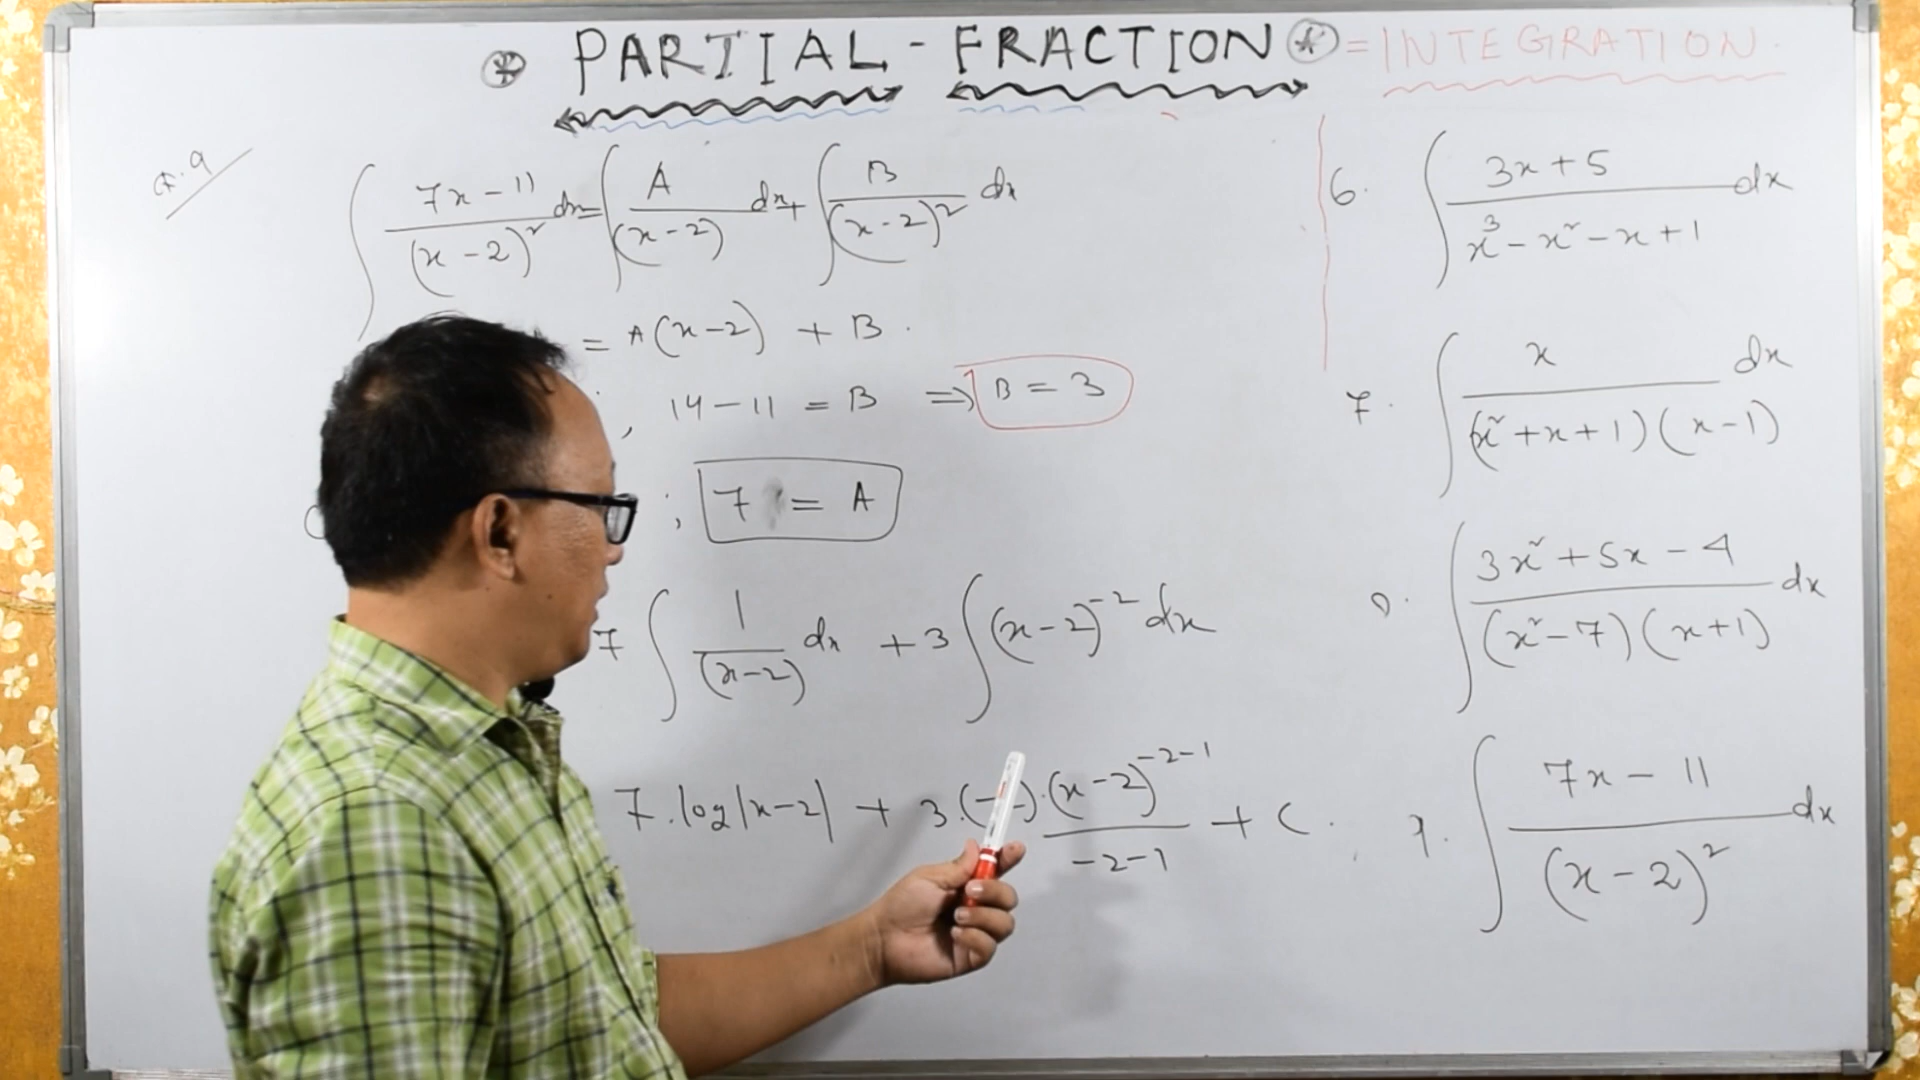 * PARTIAL - FRACTION * = INTEGRATION.
Q.9
∫ 7x - 11 / (x - 2)² dx = ∫ A / (x - 2) dx + ∫ B / (x - 2)² dx
= A(x-2) + B.
, 14 - 11 = B ⇒ B = 3
; 7 = A
7 ∫ 1 / (x-2) dx + 3 ∫ (x-2)⁻² dx
7. log|x-2| + 3.(- ).(x-2)⁻²⁻¹ / -2-1 + C.
6. ∫ 3x + 5 / x³ - x² - x + 1 dx
7. ∫ x / (x² + x + 1)(x - 1) dx
∫ 3x² + 5x - 4 / (x² - 7)(x + 1) dx
∫ 7x - 11 / (x - 2)² dx